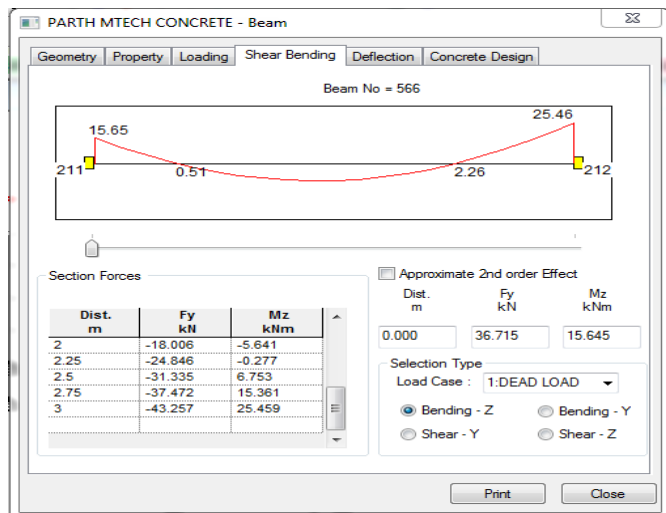 PARTH MTECH CONCRETE - Beam
Geometry Property Loading Shear Bending Deflection Concrete Design
Beam No = 566
25.46
15.65
211 0.51 2.26 212
Section Forces
Dist. Fy Mz
m kN kNm
2 -18.006 -5.641
2.25 -24.846 -0.277
2.5 -31.335 6.753
2.75 -37.472 15.361
3 -43.257 25.459
Approximate 2nd order Effect
Dist. Fy Mz
m kN kNm
0.000 36.715 15.645
Selection Type
Load Case : 1:DEAD LOAD
Bending - Z Bending - Y
Shear - Y Shear - Z
Print Close